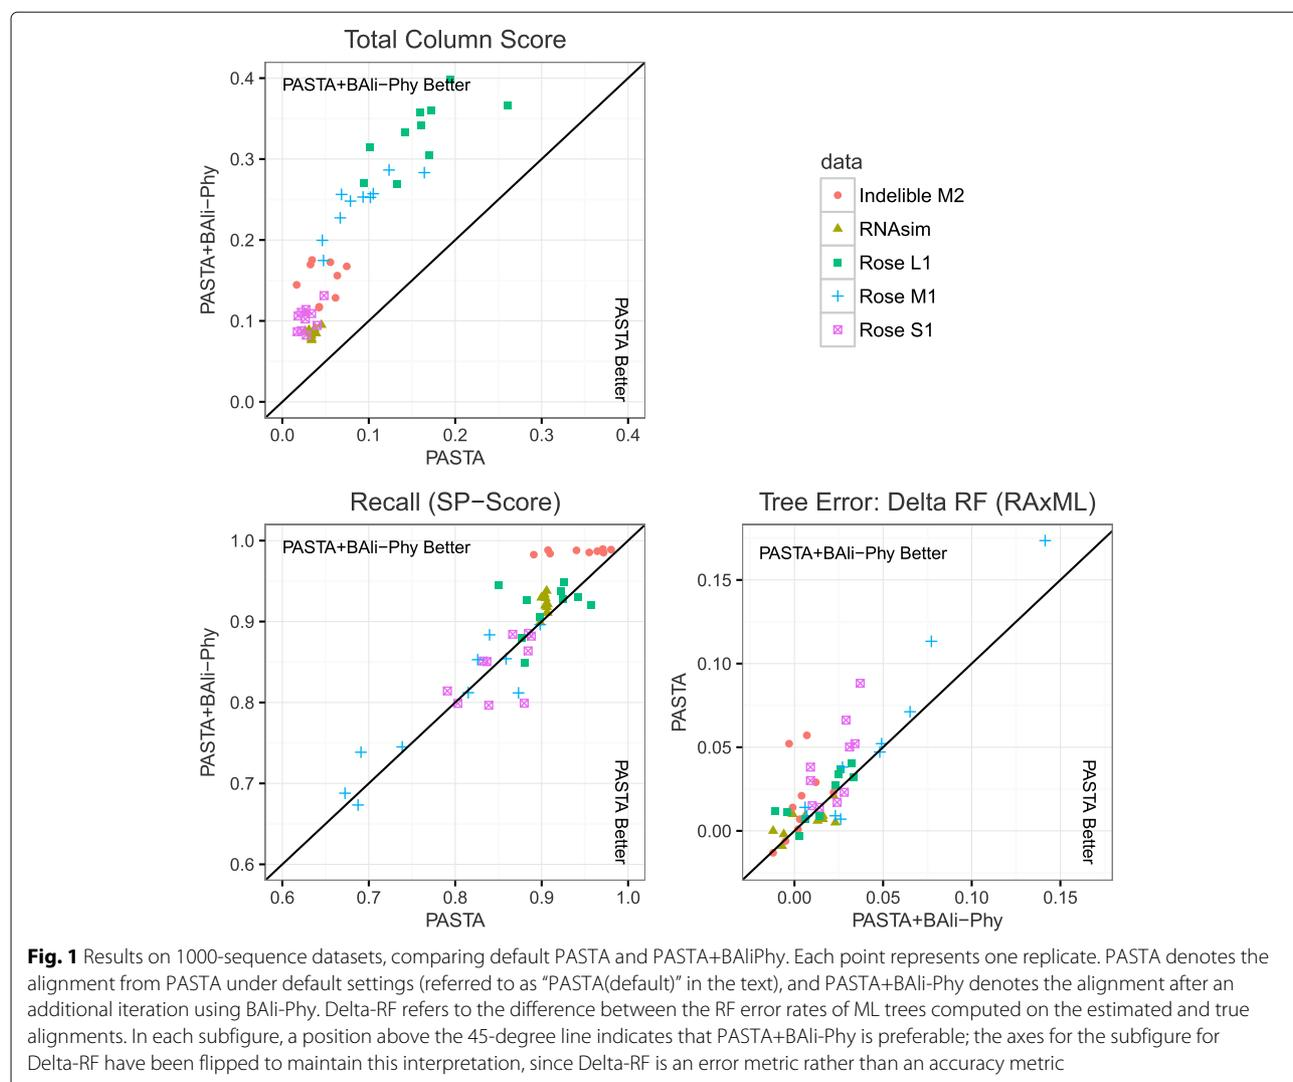 Total Column Score
PASTA+BAli−Phy Better
PASTA Better
PASTA+BAli−Phy
0.4
0.3
0.2
0.1
0.0
0.0 0.1 0.2 0.3 0.4
PASTA
data
Indelible M2
RNAsim
Rose L1
Rose M1
Rose S1
Recall (SP−Score)
PASTA+BAli−Phy Better
PASTA Better
PASTA+BAli−Phy
1.0
0.9
0.8
0.7
0.6
0.6 0.7 0.8 0.9 1.0
PASTA
Tree Error: Delta RF (RAxML)
PASTA+BAli−Phy Better
PASTA Better
PASTA
0.15
0.10
0.05
0.00
0.00 0.05 0.10 0.15
PASTA+BAli−Phy
Fig. 1 Results on 1000-sequence datasets, comparing default PASTA and PASTA+BAliPhy. Each point represents one replicate. PASTA denotes the
alignment from PASTA under default settings (referred to as “PASTA(default)” in the text), and PASTA+BAli-Phy denotes the alignment after an
additional iteration using BAli-Phy. Delta-RF refers to the difference between the RF error rates of ML trees computed on the estimated and true
alignments. In each subfigure, a position above the 45-degree line indicates that PASTA+BAli-Phy is preferable; the axes for the subfigure for
Delta-RF have been flipped to maintain this interpretation, since Delta-RF is an error metric rather than an accuracy metric